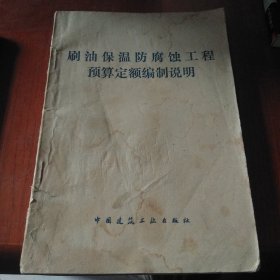 刷油保温防腐蚀工程
预算定额编制说明
中国建筑工业出版社